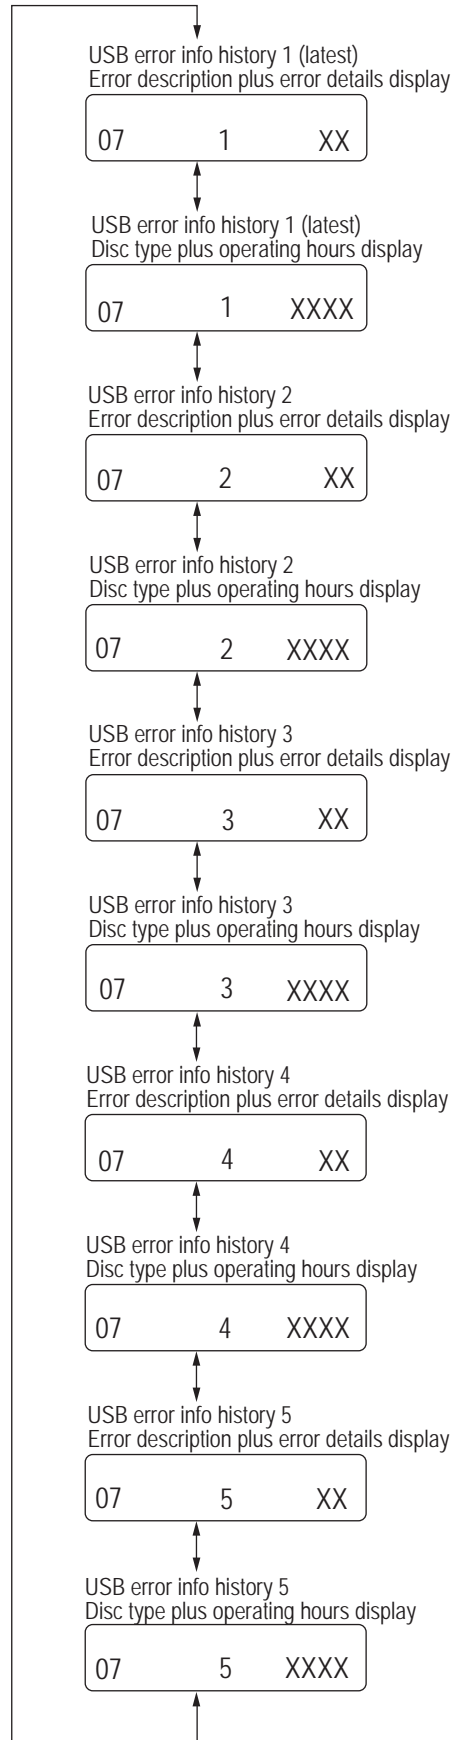 USB error info history 1 (latest)
Error description plus error details display
07 1 XX
USB error info history 1 (latest)
Disc type plus operating hours display
07 1 XXXX
USB error info history 2
Error description plus error details display
07 2 XX
USB error info history 2
Disc type plus operating hours display
07 2 XXXX
USB error info history 3
Error description plus error details display
07 3 XX
USB error info history 3
Disc type plus operating hours display
07 3 XXXX
USB error info history 4
Error description plus error details display
07 4 XX
USB error info history 4
Disc type plus operating hours display
07 4 XXXX
USB error info history 5
Error description plus error details display
07 5 XX
USB error info history 5
Disc type plus operating hours display
07 5 XXXX